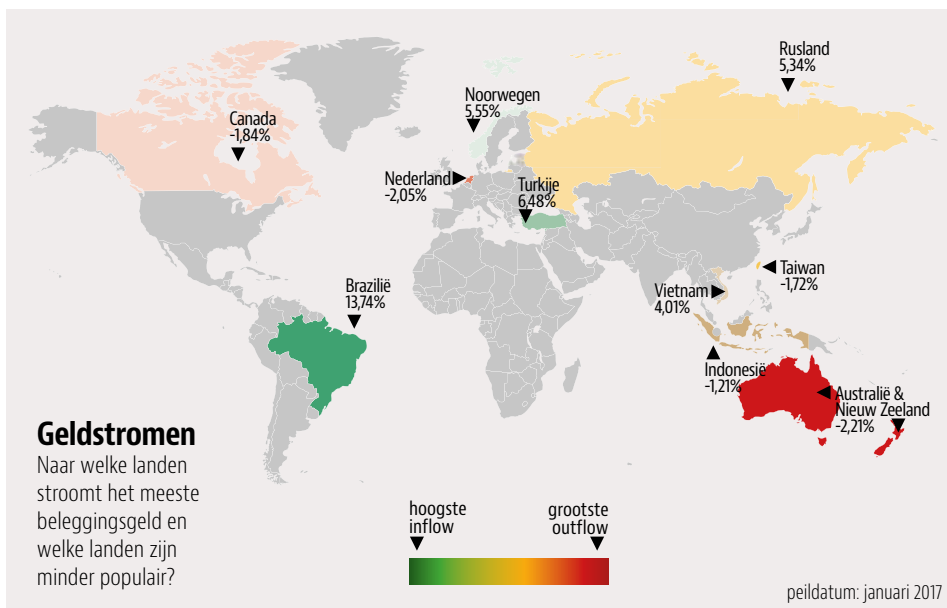 Rusland
5,34%
Noorwegen
5,55%
Canada
-1,84%
Nederland
-2,05%
Turkije
6,48%
Taiwan
-1,72%
Brazilië
13,74%
Vietnam
4,01%
Indonesië
-1,21%
Australië &
Nieuw Zeeland
-2,21%
Geldstromen
Naar welke landen
stroomt het meeste
beleggingsgeld en
welke landen zijn
minder populair?
hoogste
inflow
grootste
outflow
peildatum: januari 2017